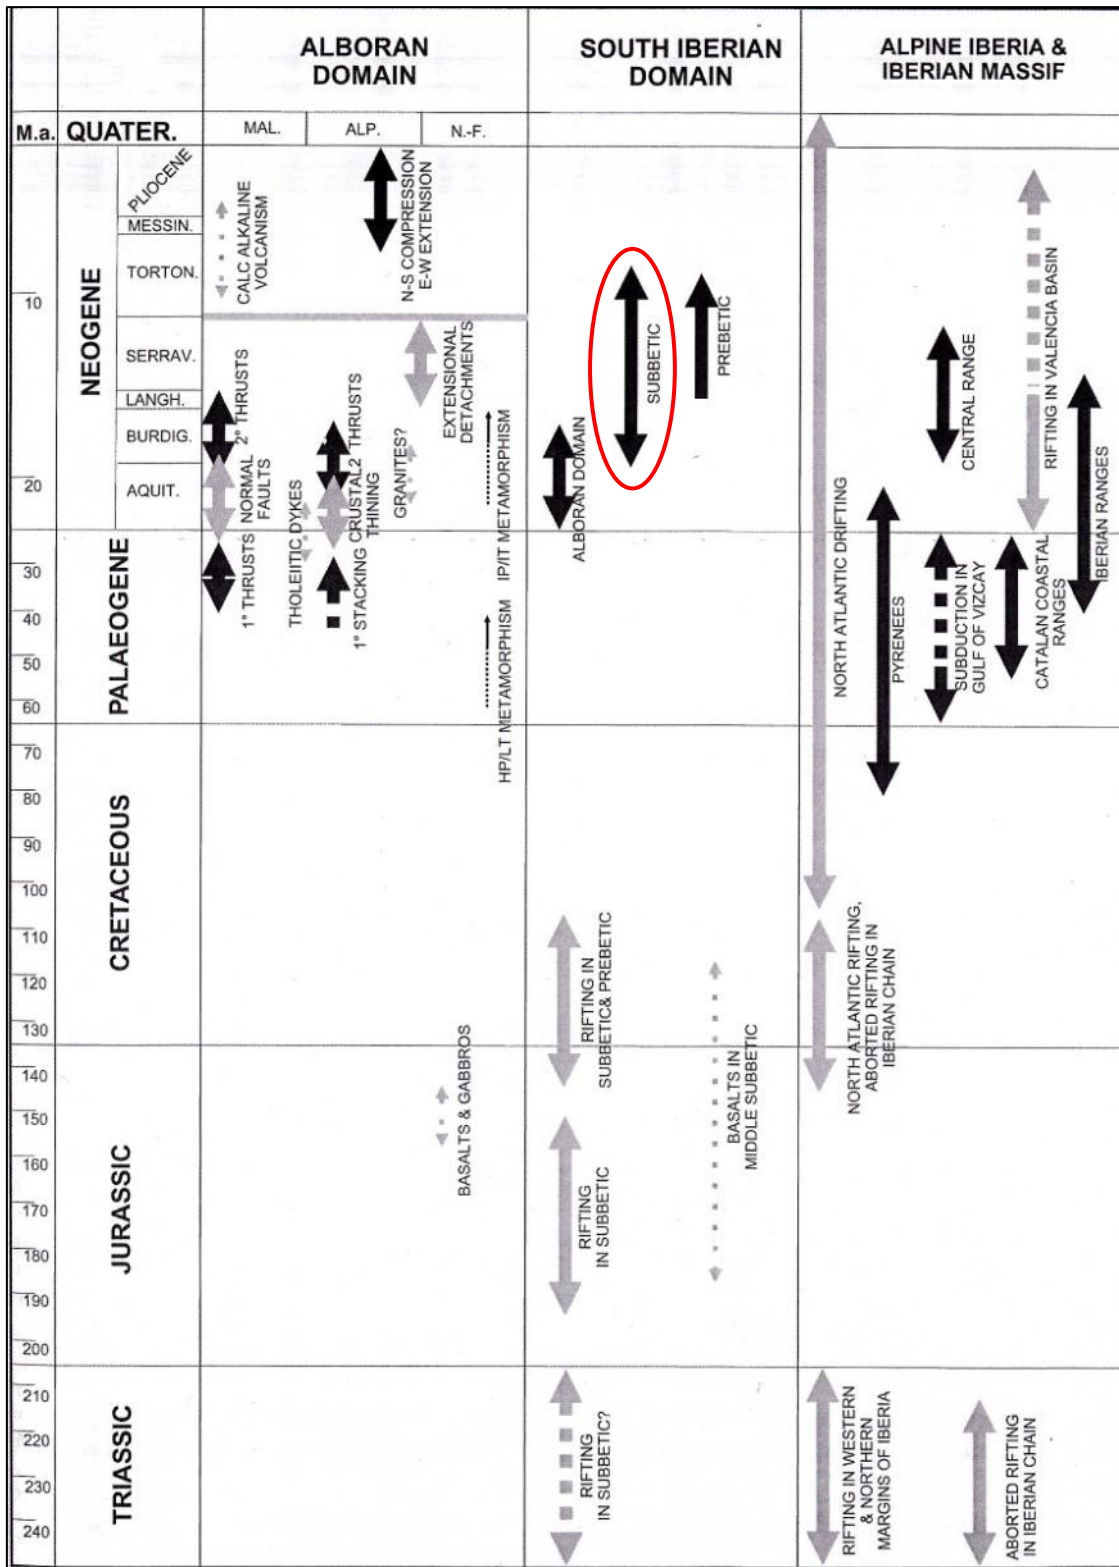 ALBORAN
DOMAIN
SOUTH IBERIAN
DOMAIN
ALPINE IBERIA &
IBERIAN MASSIF
M.a.
QUATER.
MAL.
ALP.
N.-F.
NEOGENE
PLIOCENE
MESSIN.
TORTON.
SERRAV.
LANGH.
BURDIG.
AQUIT.
PALAEOGENE
CRETACEOUS
JURASSIC
TRIASSIC
10
20
30
40
50
60
70
80
90
100
110
120
130
140
150
160
170
180
190
200
210
220
230
240
CALC ALKALINE
VOLCANISM
N-S COMPRESSION
E-W EXTENSION
2° THRUSTS
NORMAL
FAULTS
1° THRUSTS
THOLEIITIC DYKES
2 THRUSTS
CRUSTAL
THINING
1° STACKING
GRANITES?
EXTENSIONAL
DETACHMENTS
IP/IT METAMORPHISM
HP/LT METAMORPHISM
BASALTS & GABBROS
ALBORAN DOMAIN
SUBBETIC
PREBETIC
RIFTING IN
SUBBETIC& PREBETIC
RIFTING
IN SUBBETIC
BASALTS IN
MIDDLE SUBBETIC
RIFTING
IN SUBBETIC?
NORTH ATLANTIC DRIFTING
PYRENEES
CENTRAL RANGE
SUBDUCTION IN
GULF OF VIZCAY
RIFTING IN VALENCIA BASIN
CATALAN COASTAL
RANGES
IBERIAN RANGES
NORTH ATLANTIC RIFTING,
ABORTED RIFTING IN
IBERIAN CHAIN
RIFTING IN WESTERN
& NORTHERN
MARGINS OF IBERIA
ABORTED RIFTING
IN IBERIAN CHAIN